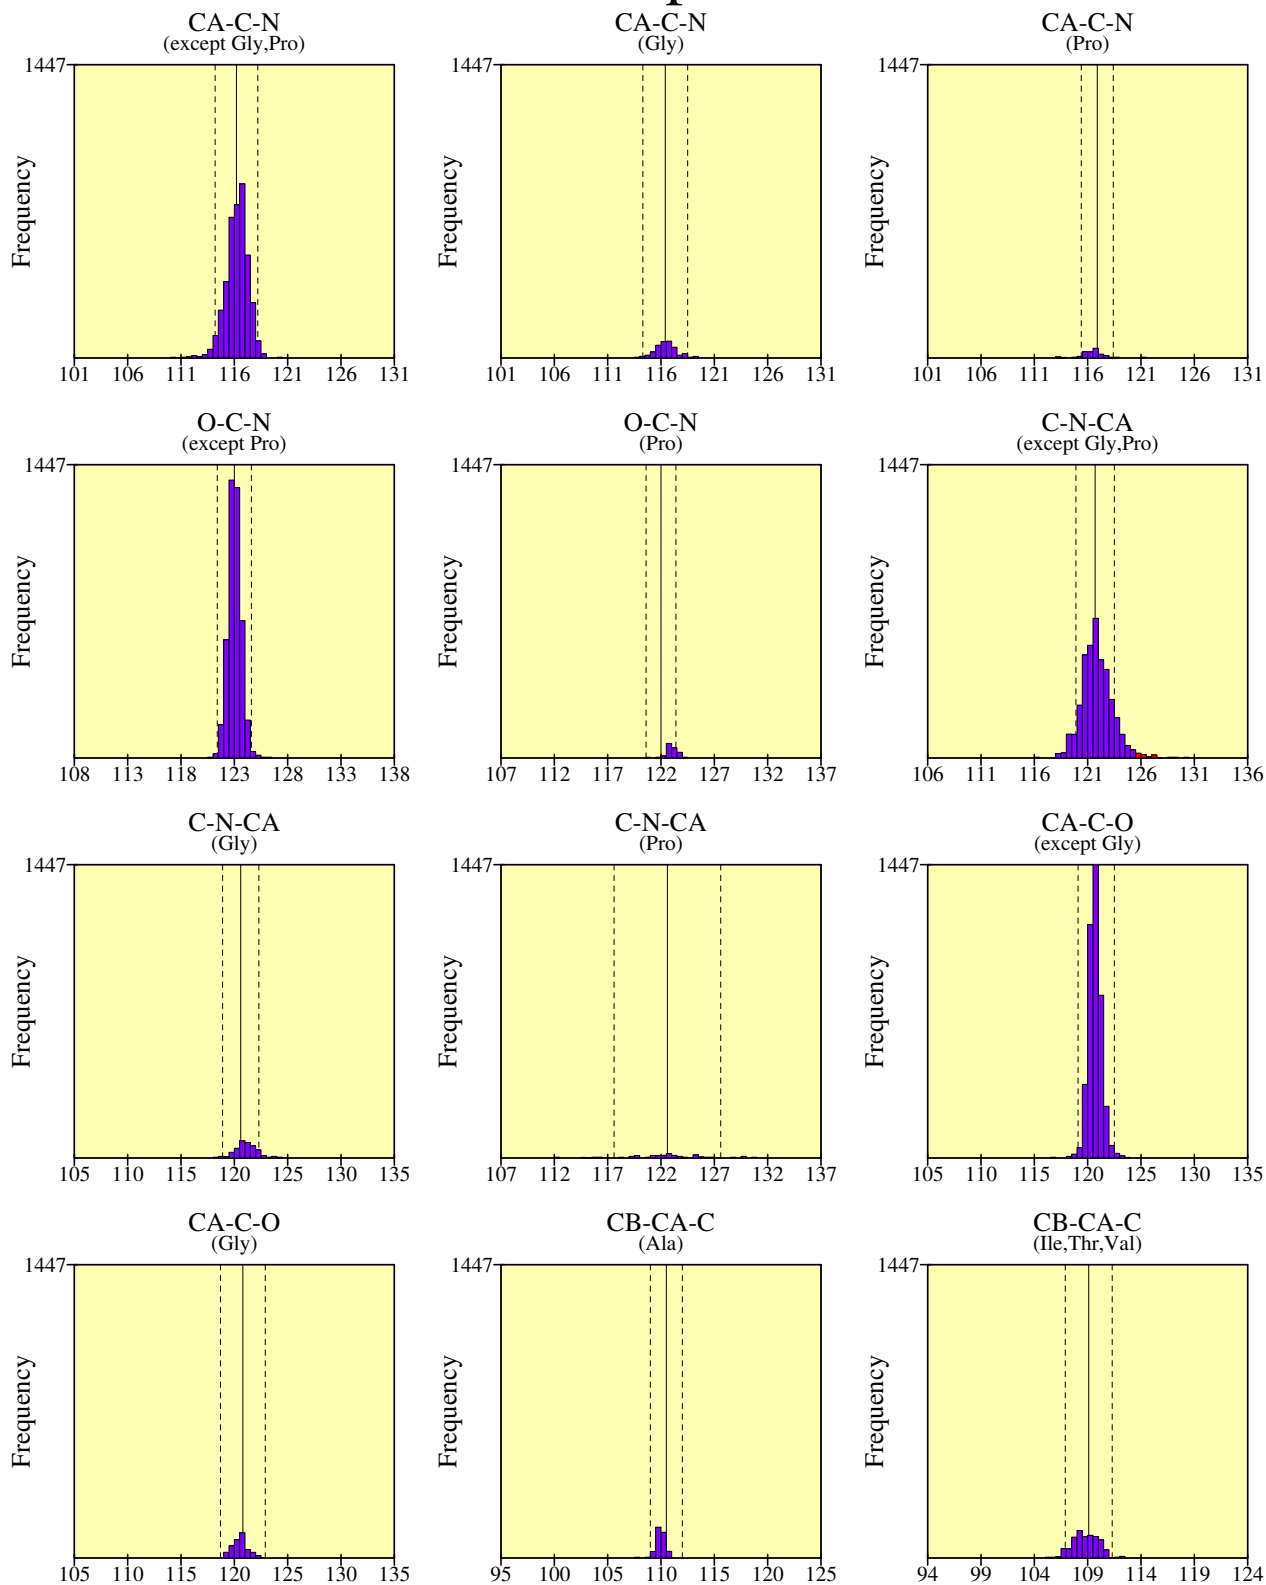 CA-C-N CA-C-N CA-C-N
(except Gly,Pro) (Gly) (Pro)
1447 1447 1447
Frequency Frequency Frequency
101 106 111 116 121 126 131 101 106 111 116 121 126 131 101 106 111 116 121 126 131
O-C-N O-C-N C-N-CA
(except Pro) (Pro) (except Gly,Pro)
1447 1447 1447
Frequency Frequency Frequency
108 113 118 123 128 133 138 107 112 117 122 127 132 137 106 111 116 121 126 131 136
C-N-CA C-N-CA CA-C-O
(Gly) (Pro) (except Gly)
1447 1447 1447
Frequency Frequency Frequency
105 110 115 120 125 130 135 107 112 117 122 127 132 137 105 110 115 120 125 130 135
CA-C-O CB-CA-C CB-CA-C
(Gly) (Ala) (Ile,Thr,Val)
1447 1447 1447
Frequency Frequency Frequency
105 110 115 120 125 130 135 95 100 105 110 115 120 125 94 99 104 109 114 119 124